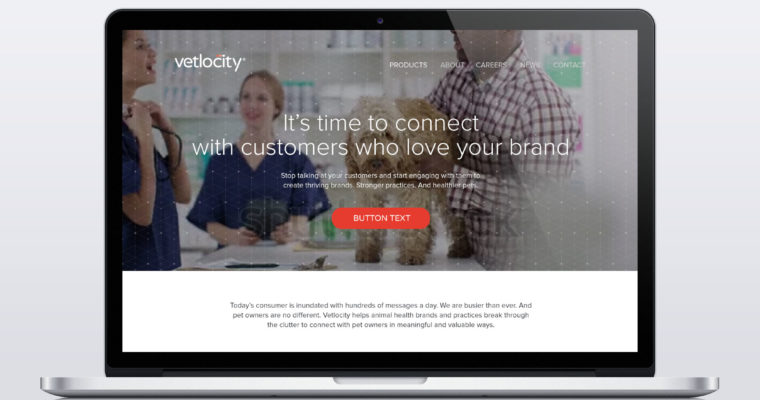 vetlocity
PRODUCTS ABOUT CAREERS NEWS CONTACT
It's time to connect
with customers who love your brand
Stop talking at your customers and start engaging with them to
create thriving brands. Stronger practices. And healthier pets.
BUTTON TEXT
Today's consumer is inundated with hundreds of messages a day. We are busier than ever. And
pet owners are no different. Vetlocity helps animal health brands and practices break through
the clutter to connect with pet owners in meaningful and valuable ways.